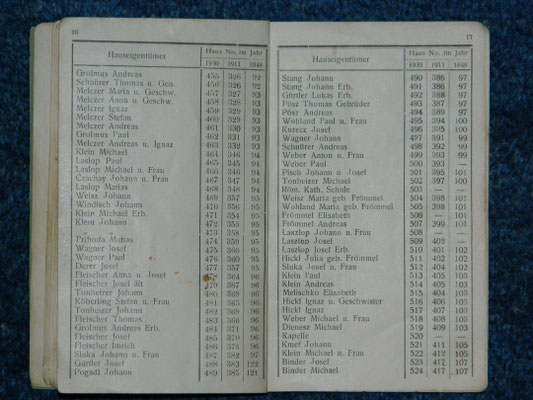 16
Hauseigentümer Haus No. im Jahr
1930 1911 1848
Grolmus Andreas 455 326 92
Schnürer Thomas u. Gen. 456 326 92
Melczer Maria u. Geschw. 457 327 93
Melczer Anna u. Geschw. 458 328 93
Melczer Ignaz 459 329 93
Melczer Stefan 460 329 93
Melczer Andreas 461 330 93
Grolmus Paul 462 331 93
Melczer Andreas u. Ignaz 463 332 93
Klein Michael 464 346 94
Laslop Paul 465 345 94
Laslop Michael u. Frau 466 346 94
Czachay Johann u. Frau 467 347 94
Laslop Matias 468 348 94
Weiss Johann 469 357 95
Windisch Johann 470 356 95
Klein Michael Erb. 471 354 95
Klein Johann 472 355 95
473 358 95
Prihoda Matias 474 359 95
Wagner Josef 475 360 95
Wagner Paul 476 360 95
Derer Josef 477 357 95
Fleischer Anna u. Josef 478 364 96
Fleischer Josef ält 479 367 96
Tonheizer Johann 480 369 96
Köberling Stefan u. Frau 481 365 96
Tonheizer Johann 482 369 96
Fleischer Thomas 483 366 96
Grolmus Andreas Erb. 484 371 96
Fleischer Josef 485 379 96
Fleischer Imrich 486 378 96
Sluka Johann u. Frau 487 382 97
Gürtler Josef 488 383 122
Pogndl Johann 489 385 121
17
Hauseigentümer Haus No. im Jahr
1930 1911 1848
Stang Johann 490 386 97
Stang Johann Erb. 491 386 97
Gürtler Lukas Erb. 492 388 97
Pösz Thomas Gebrüder 493 388 97
Pösz Andreas 494 389 97
Wohland Paul u. Frau 495 394 100
Kurecz Josef 496 395 100
Wagner Johann 497 391 99
Schnürer Andreas 498 392 99
Weber Anton u. Frau 499 393 99
Weber Paul 500 393 —
Pisch Johann u. Josef 501 395 101
Tonheizer Michael 502 397 100
Röm. Kath. Schule 503 — —
Weisz Maria geb. Frömmel 504 398 101
Wohland Maria geb. Frömmel 505 398 101
Frömmel Elisabeth 506 — —
Frömmel Andreas 507 399 101
Laszlop Johann u. Frau 508 — —
Laszlop Josef 509 402 —
Laszlop Josef Erb. 510 401 102
Hickl Julia geb. Frömmel 511 402 102
Sluka Josef u. Frau 512 404 102
Klein Paul 513 405 103
Klein Andreas 514 405 103
Melischko Elisabeth 515 404 103
Hickl Ignaz u. Geschwister 516 406 103
Hickl Ignaz 517 407 103
Weber Michael u. Frau 518 408 103
Dienesz Michael 519 409 103
Kapelle 520 — —
Kmef Johann 521 411 105
Klein Michael u. Frau 522 412 105
Binder Josef 523 417 107
Binder Michael 524 417 107